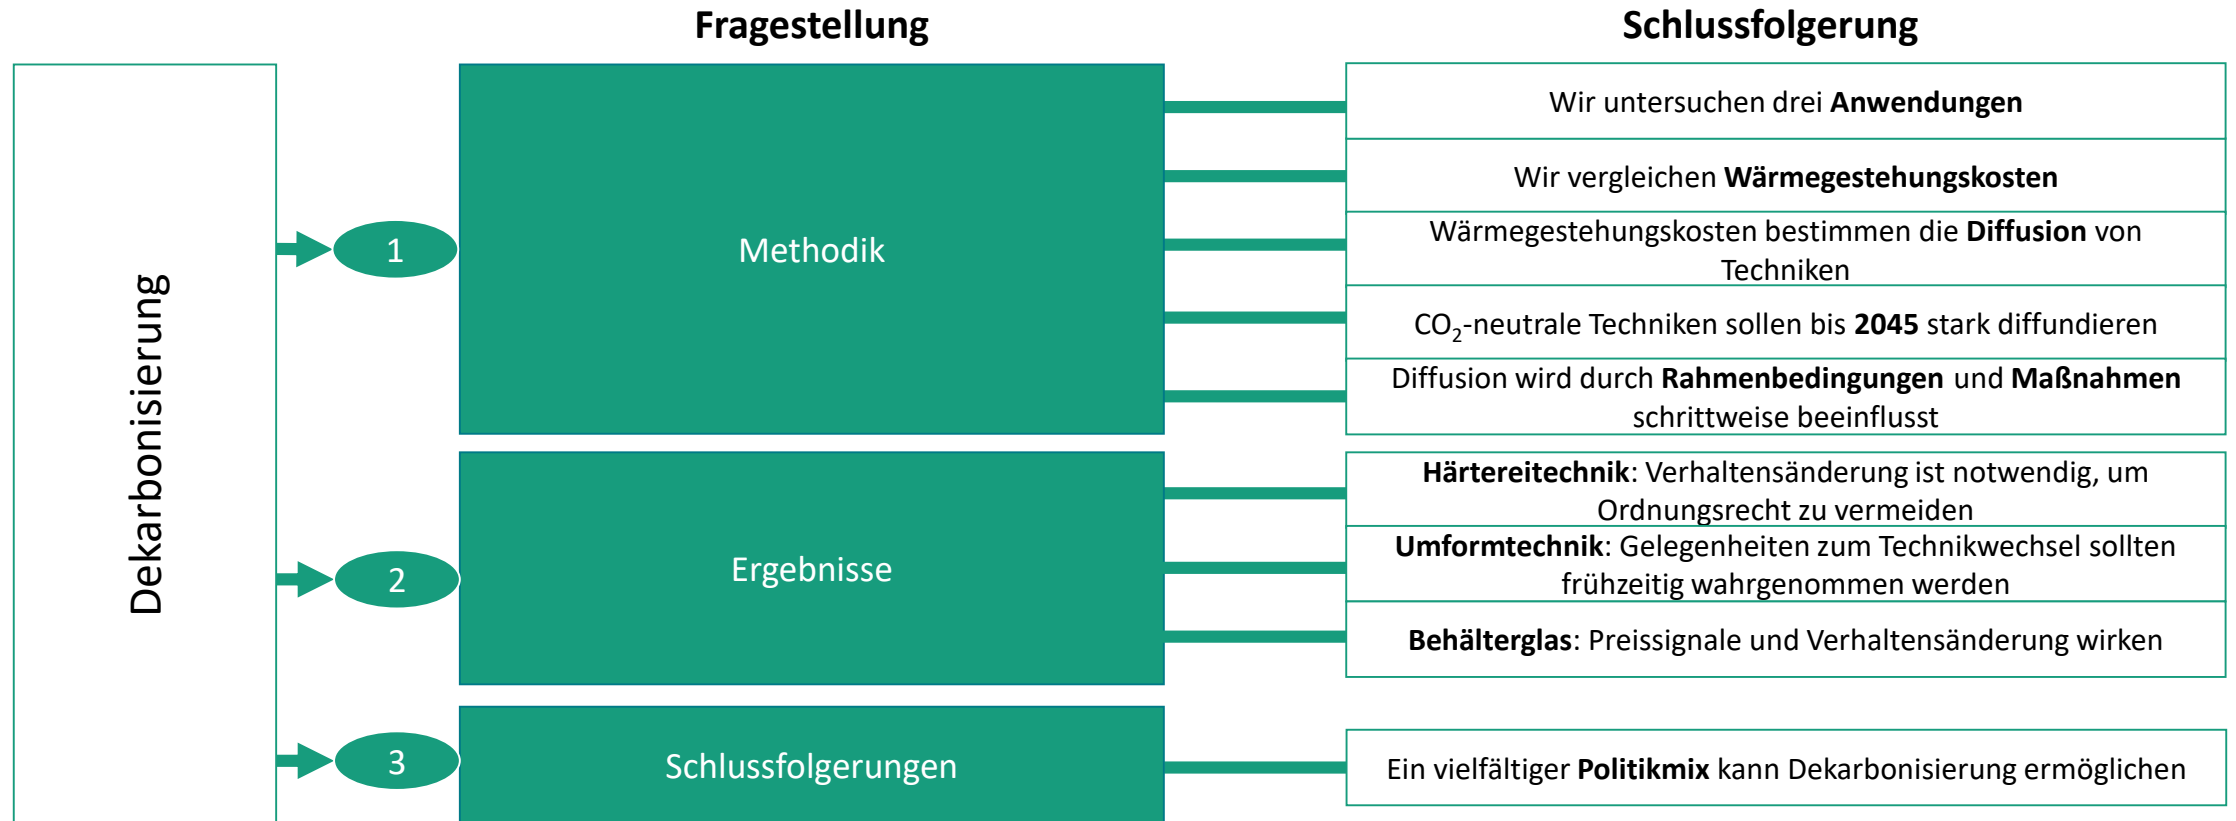 Fragestellung
Schlussfolgerung
Dekarbonisierung
1
Methodik
Wir untersuchen drei Anwendungen
Wir vergleichen Wärmegestehungskosten
Wärmegestehungskosten bestimmen die Diffusion von
Techniken
CO₂-neutrale Techniken sollen bis 2045 stark diffundieren
Diffusion wird durch Rahmenbedingungen und Maßnahmen
schrittweise beeinflusst
2
Ergebnisse
Härtereitechnik: Verhaltensänderung ist notwendig, um
Ordnungsrecht zu vermeiden
Umformtechnik: Gelegenheiten zum Technikwechsel sollten
frühzeitig wahrgenommen werden
Behälterglas: Preissignale und Verhaltensänderung wirken
3
Schlussfolgerungen
Ein vielfältiger Politikmix kann Dekarbonisierung ermöglichen